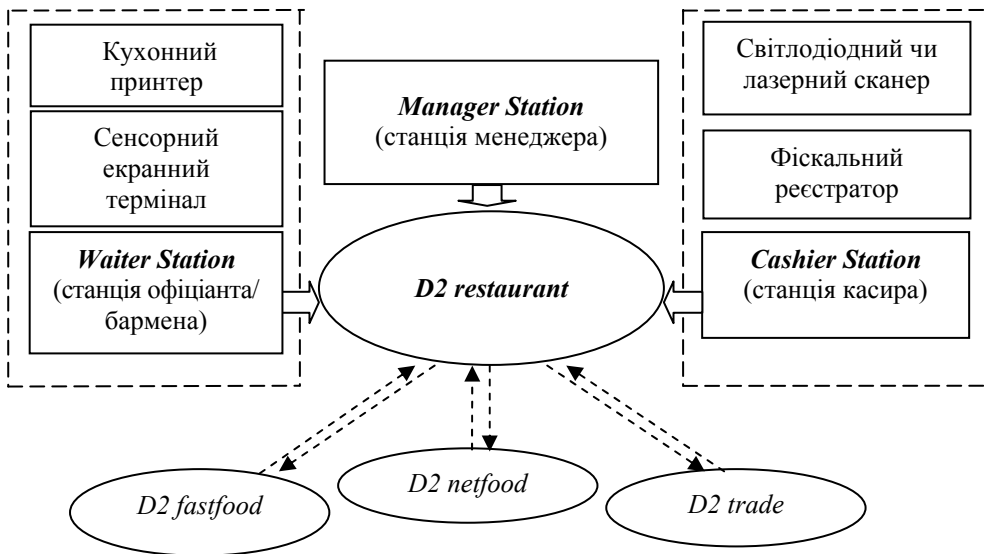 Кухонний
принтер
Сенсорний
екранний
термінал
Waiter Station
(станція офіціанта/
бармена)
Manager Station
(станція менеджера)
D2 restaurant
Світлодіодний чи
лазерний сканер
Фіскальний
реєстратор
Cashier Station
(станція касира)
D2 fastfood
D2 netfood
D2 trade